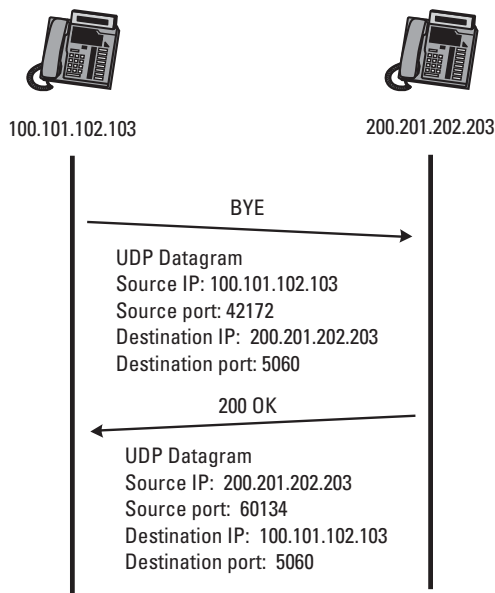 100.101.102.103
200.201.202.203
BYE
UDP Datagram
Source IP: 100.101.102.103
Source port: 42172
Destination IP: 200.201.202.203
Destination port: 5060
200 OK
UDP Datagram
Source IP: 200.201.202.203
Source port: 60134
Destination IP: 100.101.102.103
Destination port: 5060